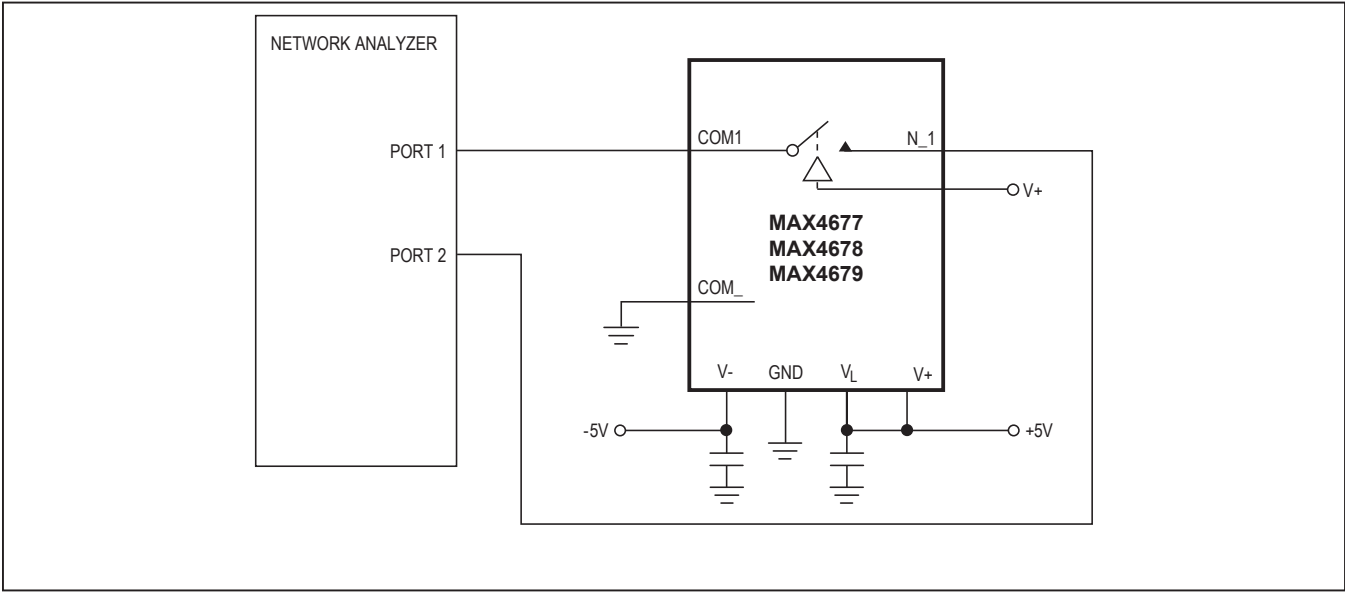 NETWORK ANALYZER
PORT 1
PORT 2
COM1
N_1
V+
MAX4677
MAX4678
MAX4679
COM_
V-
GND
VL
V+
-5V
+5V